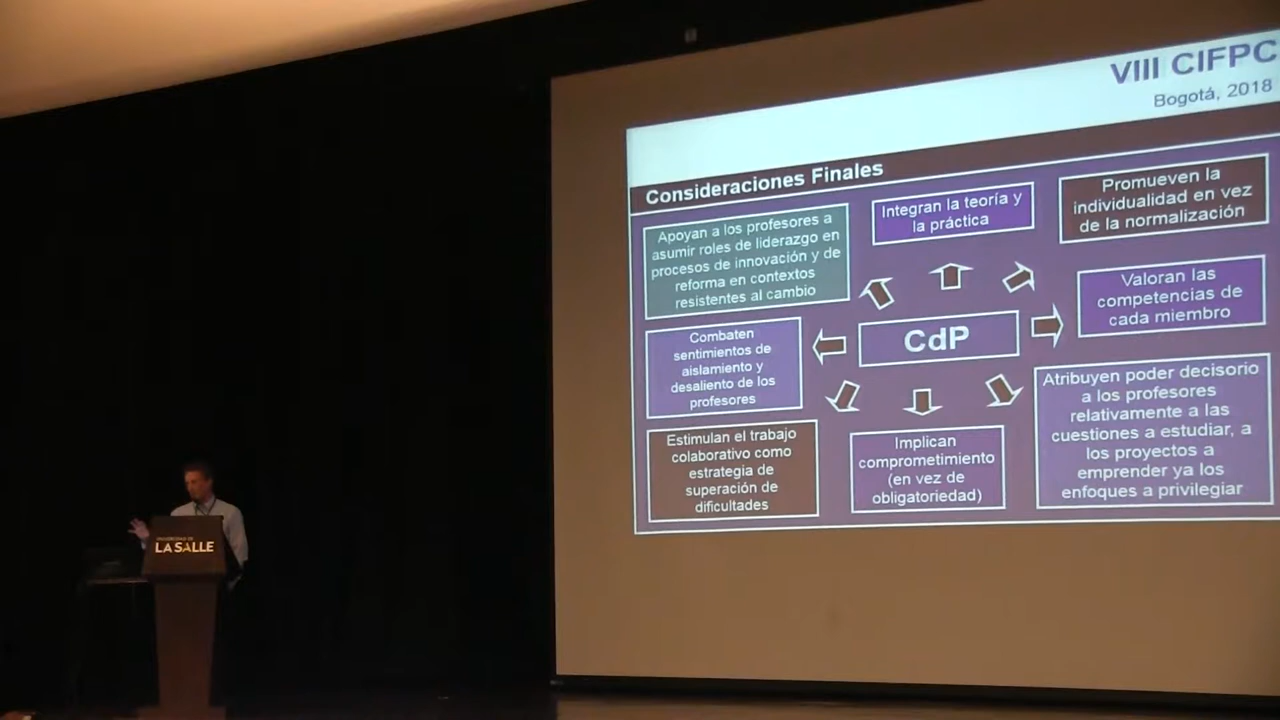 VIII CIFPC
Bogotá, 2018
Consideraciones Finales
Apoyan a los profesores a
asumir roles de liderazgo en
procesos de innovación y de
reforma en contextos
resistentes al cambio
Integran la teoría y
la práctica
Promueven la
individualidad en vez
de la normalización
Combaten
sentimientos de
aislamiento y
desaliento de los
profesores
CdP
Valoran las
competencias de
cada miembro
Estimulan el trabajo
colaborativo como
estrategia de
superación de
dificultades
Implican
comprometimiento
(en vez de
obligatoriedad)
Atribuyen poder decisorio
a los profesores
relativamente a las
cuestiones a estudiar, a
los proyectos a
emprender ya los
enfoques a privilegiar
UNIVERSIDAD DE
LA SALLE